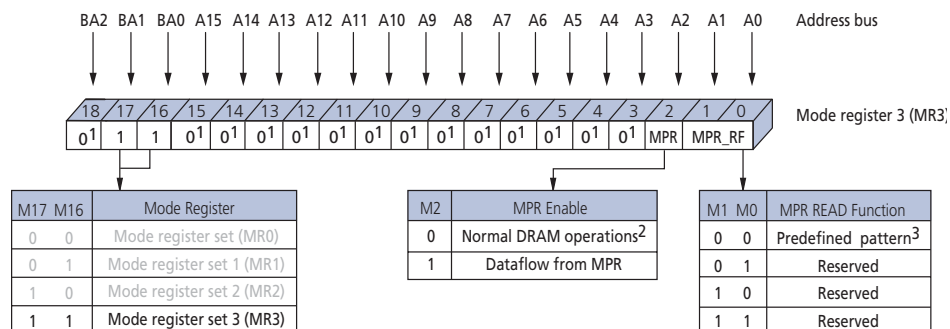 BA2 BA1 BA0 A15 A14 A13 A12 A11 A10 A9 A8 A7 A6 A5 A4 A3 A2 A1 A0 Address bus
18 17 16 15 14 13 12 11 10 9 8 7 6 5 4 3 2 1 0 Mode register 3 (MR3)
0¹ 1 1 0¹ 0¹ 0¹ 0¹ 0¹ 0¹ 0¹ 0¹ 0¹ 0¹ 0¹ 0¹ 0¹ MPR MPR_RF
M17 M16 Mode Register
0 0 Mode register set (MR0)
0 1 Mode register set 1 (MR1)
1 0 Mode register set 2 (MR2)
1 1 Mode register set 3 (MR3)
M2 MPR Enable
0 Normal DRAM operations²
1 Dataflow from MPR
M1 M0 MPR READ Function
0 0 Predefined pattern³
0 1 Reserved
1 0 Reserved
1 1 Reserved